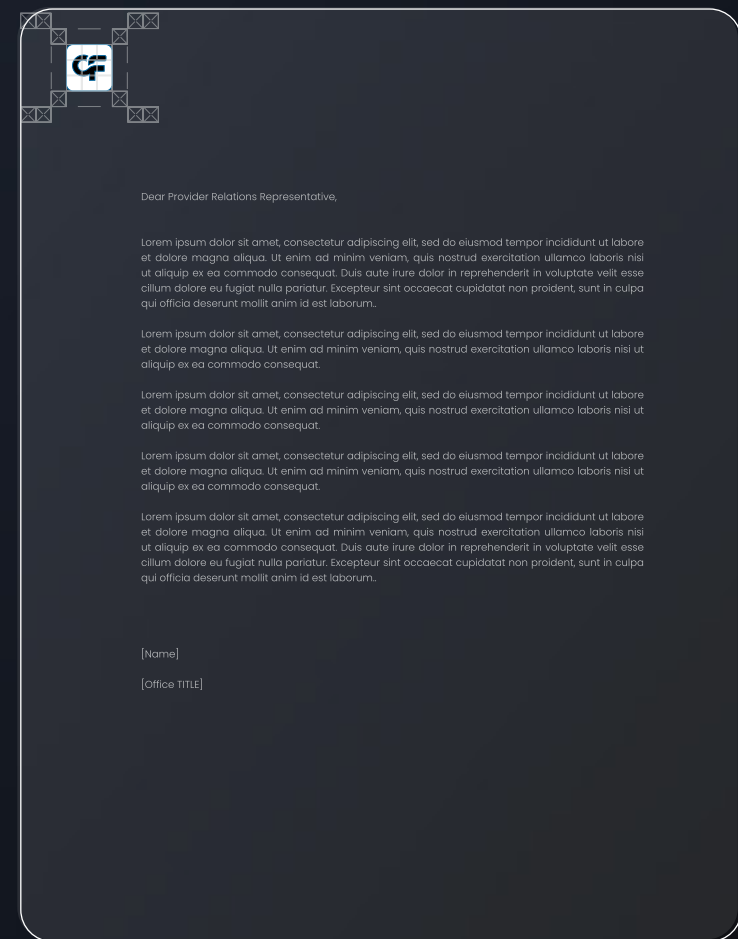 CF
Dear Provider Relations Representative,
Lorem ipsum dolor sit amet, consectetur adipiscing elit, sed do eiusmod tempor incididunt ut labore
et dolore magna aliqua. Ut enim ad minim veniam, quis nostrud exercitation ullamco laboris nisi
ut aliquip ex ea commodo consequat. Duis aute irure dolor in reprehenderit in voluptate velit esse
cillum dolore eu fugiat nulla pariatur. Excepteur sint occaecat cupidatat non proident, sunt in culpa
qui officia deserunt mollit anim id est laborum..
Lorem ipsum dolor sit amet, consectetur adipiscing elit, sed do eiusmod tempor incididunt ut labore
et dolore magna aliqua. Ut enim ad minim veniam, quis nostrud exercitation ullamco laboris nisi ut
aliquip ex ea commodo consequat.
Lorem ipsum dolor sit amet, consectetur adipiscing elit, sed do eiusmod tempor incididunt ut labore
et dolore magna aliqua. Ut enim ad minim veniam, quis nostrud exercitation ullamco laboris nisi ut
aliquip ex ea commodo consequat.
Lorem ipsum dolor sit amet, consectetur adipiscing elit, sed do eiusmod tempor incididunt ut labore
et dolore magna aliqua. Ut enim ad minim veniam, quis nostrud exercitation ullamco laboris nisi ut
aliquip ex ea commodo consequat.
Lorem ipsum dolor sit amet, consectetur adipiscing elit, sed do eiusmod tempor incididunt ut labore
et dolore magna aliqua. Ut enim ad minim veniam, quis nostrud exercitation ullamco laboris nisi
ut aliquip ex ea commodo consequat. Duis aute irure dolor in reprehenderit in voluptate velit esse
cillum dolore eu fugiat nulla pariatur. Excepteur sint occaecat cupidatat non proident, sunt in culpa
qui officia deserunt mollit anim id est laborum..
[Name]
[Office TITLE]